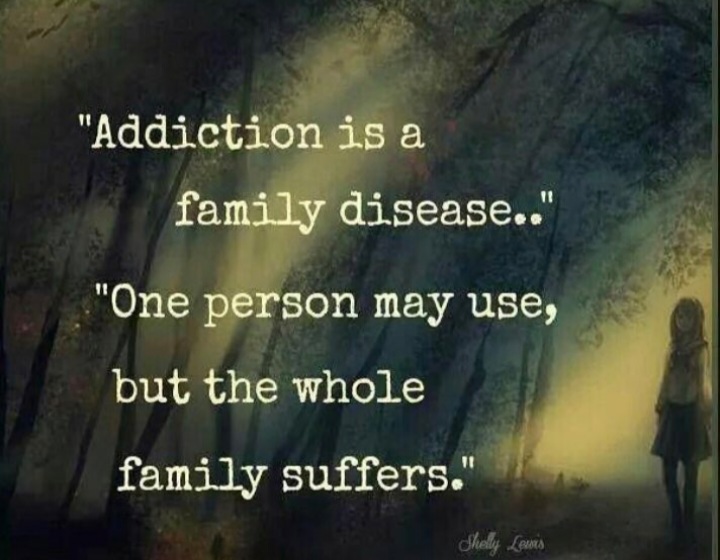 "Addiction is a
family disease.."
"One person may use,
but the whole
family suffers."
Shelly Lewis